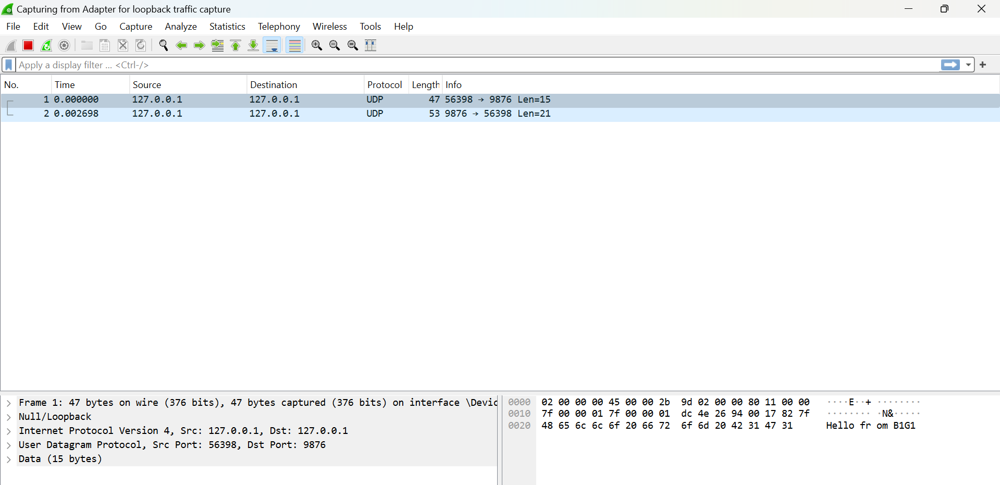 Capturing from Adapter for loopback traffic capture
File Edit View Go Capture Analyze Statistics Telephony Wireless Tools Help
Apply a display filter ... <Ctrl-/>
No. Time Source Destination Protocol Length Info
1 0.000000 127.0.0.1 127.0.0.1 UDP 47 56398 → 9876 Len=15
2 0.002698 127.0.0.1 127.0.0.1 UDP 53 9876 → 56398 Len=21
Frame 1: 47 bytes on wire (376 bits), 47 bytes captured (376 bits) on interface \Devic
Null/Loopback
Internet Protocol Version 4, Src: 127.0.0.1, Dst: 127.0.0.1
User Datagram Protocol, Src Port: 56398, Dst Port: 9876
Data (15 bytes)
0000 02 00 00 00 45 00 00 2b 9d 02 00 00 80 11 00 00 ····E··+ ········
0010 7f 00 00 01 7f 00 00 01 dc 4e 26 94 00 17 82 7f ········ ·N&·····
0020 48 65 6c 6c 6f 20 66 72 6f 6d 20 42 31 47 31 Hello fr om B1G1